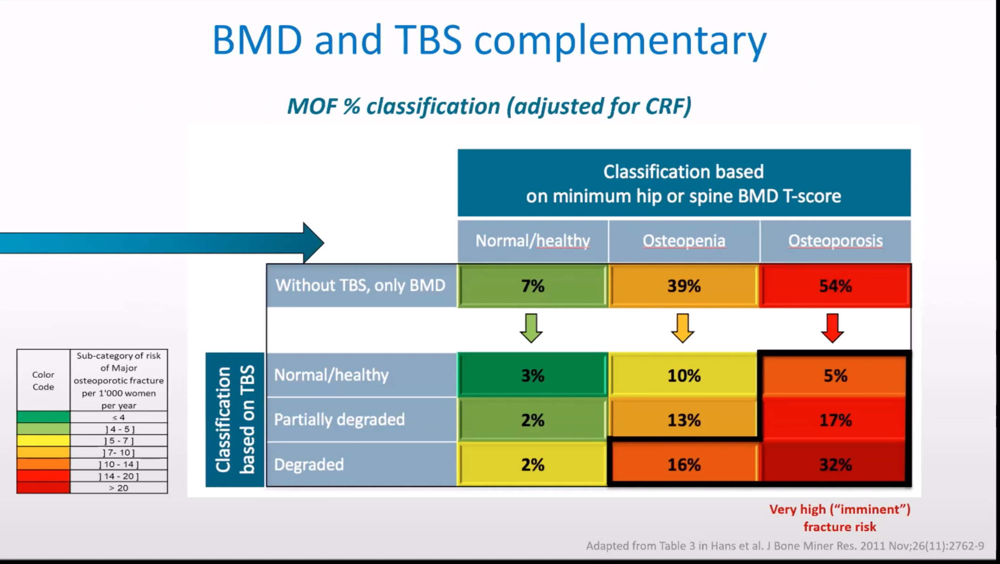 BMD and TBS complementary
MOF % classification (adjusted for CRF)
Classification based
on minimum hip or spine BMD T-score
Normal/healthy Osteopenia Osteoporosis
Without TBS, only BMD 7% 39% 54%
Classification
based on TBS
Normal/healthy 3% 10% 5%
Partially degraded 2% 13% 17%
Degraded 2% 16% 32%
Color
Code
Sub-category of risk
of Major
osteoporotic fracture
per 1'000 women
per year
≤ 4
]4 - 5]
]5 - 7]
]7- 10]
]10 - 14]
]14 - 20]
> 20
Very high (“imminent”)
fracture risk
Adapted from Table 3 in Hans et al. J Bone Miner Res. 2011 Nov;26(11):2762-9